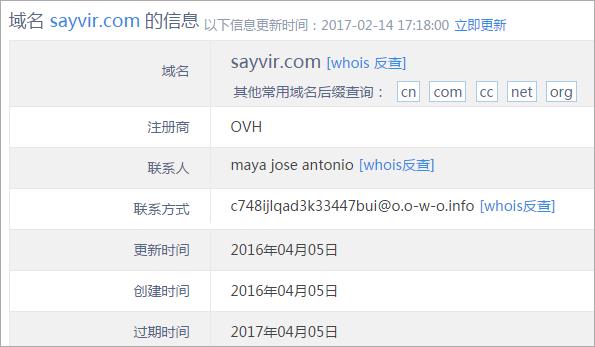 域名 sayvir.com 的信息 以下信息更新时间：2017-02-14 17:18:00 立即更新
域名 sayvir.com [whois 反查]
其他常用域名后缀查询： cn com cc net org
注册商 OVH
联系人 maya jose antonio [whois反查]
联系方式 c748ijlqad3k33447bui@o.o-w-o.info [whois反查]
更新时间 2016年04月05日
创建时间 2016年04月05日
过期时间 2017年04月05日